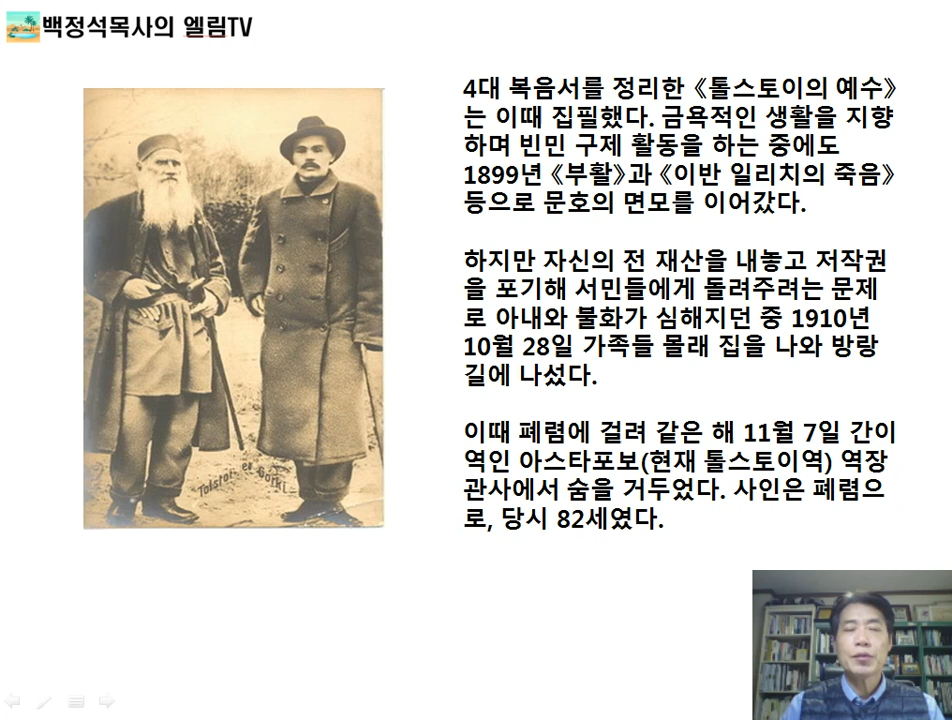 백정석목사의 엘림TV
4대 복음서를 정리한 《톨스토이의 예수》
는 이때 집필했다. 금욕적인 생활을 지향
하며 빈민 구제 활동을 하는 중에도
1899년 《부활》과 《이반 일리치의 죽음》
등으로 문호의 면모를 이어갔다.
하지만 자신의 전 재산을 내놓고 저작권
을 포기해 서민들에게 돌려주려는 문제
로 아내와 불화가 심해지던 중 1910년
10월 28일 가족들 몰래 집을 나와 방랑
길에 나섰다.
이때 폐렴에 걸려 같은 해 11월 7일 간이
역인 아스타포보(현재 톨스토이역) 역장
관사에서 숨을 거두었다. 사인은 폐렴으
로, 당시 82세였다.
Tolstoï et Gorki